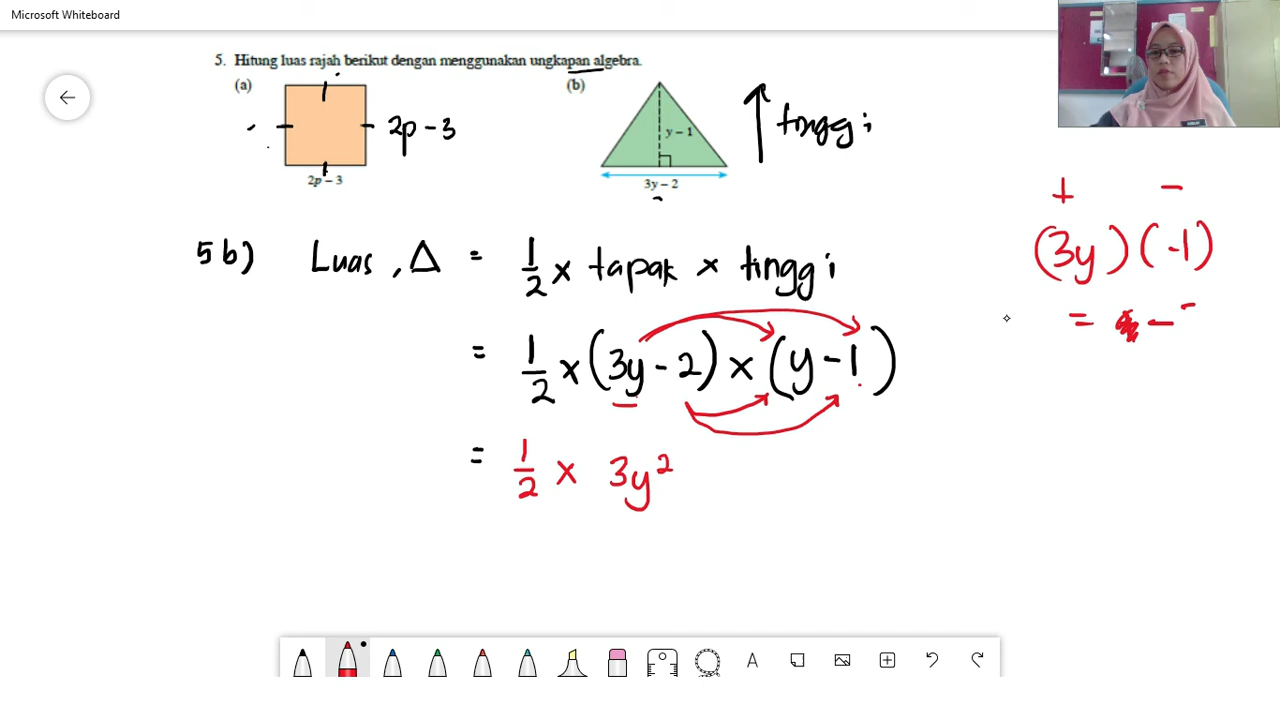 Microsoft Whiteboard
5. Hitung luas rajah berikut dengan menggunakan ungkapan algebra.
(a)
2p - 3
2p - 3
(b)
y - 1
3y - 2
tinggi
5b) Luas, Δ = 1/2 x tapak x tinggi
= 1/2 x (3y - 2) x (y - 1)
= 1/2 x 3y²
+ -
(3y)(-1)
= -
A